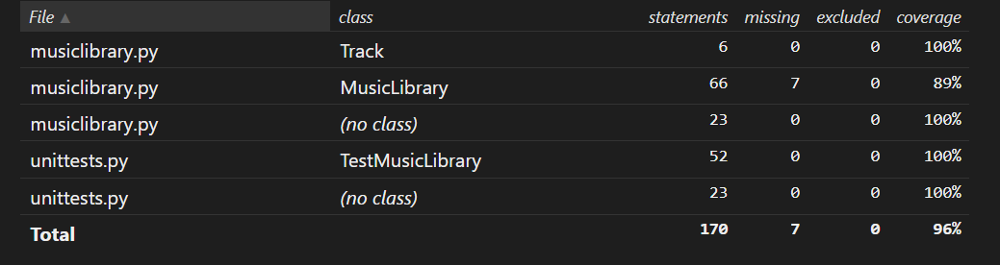 File ▲ class statements missing excluded coverage
musiclibrary.py Track 6 0 0 100%
musiclibrary.py MusicLibrary 66 7 0 89%
musiclibrary.py (no class) 23 0 0 100%
unittests.py TestMusicLibrary 52 0 0 100%
unittests.py (no class) 23 0 0 100%
Total 170 7 0 96%